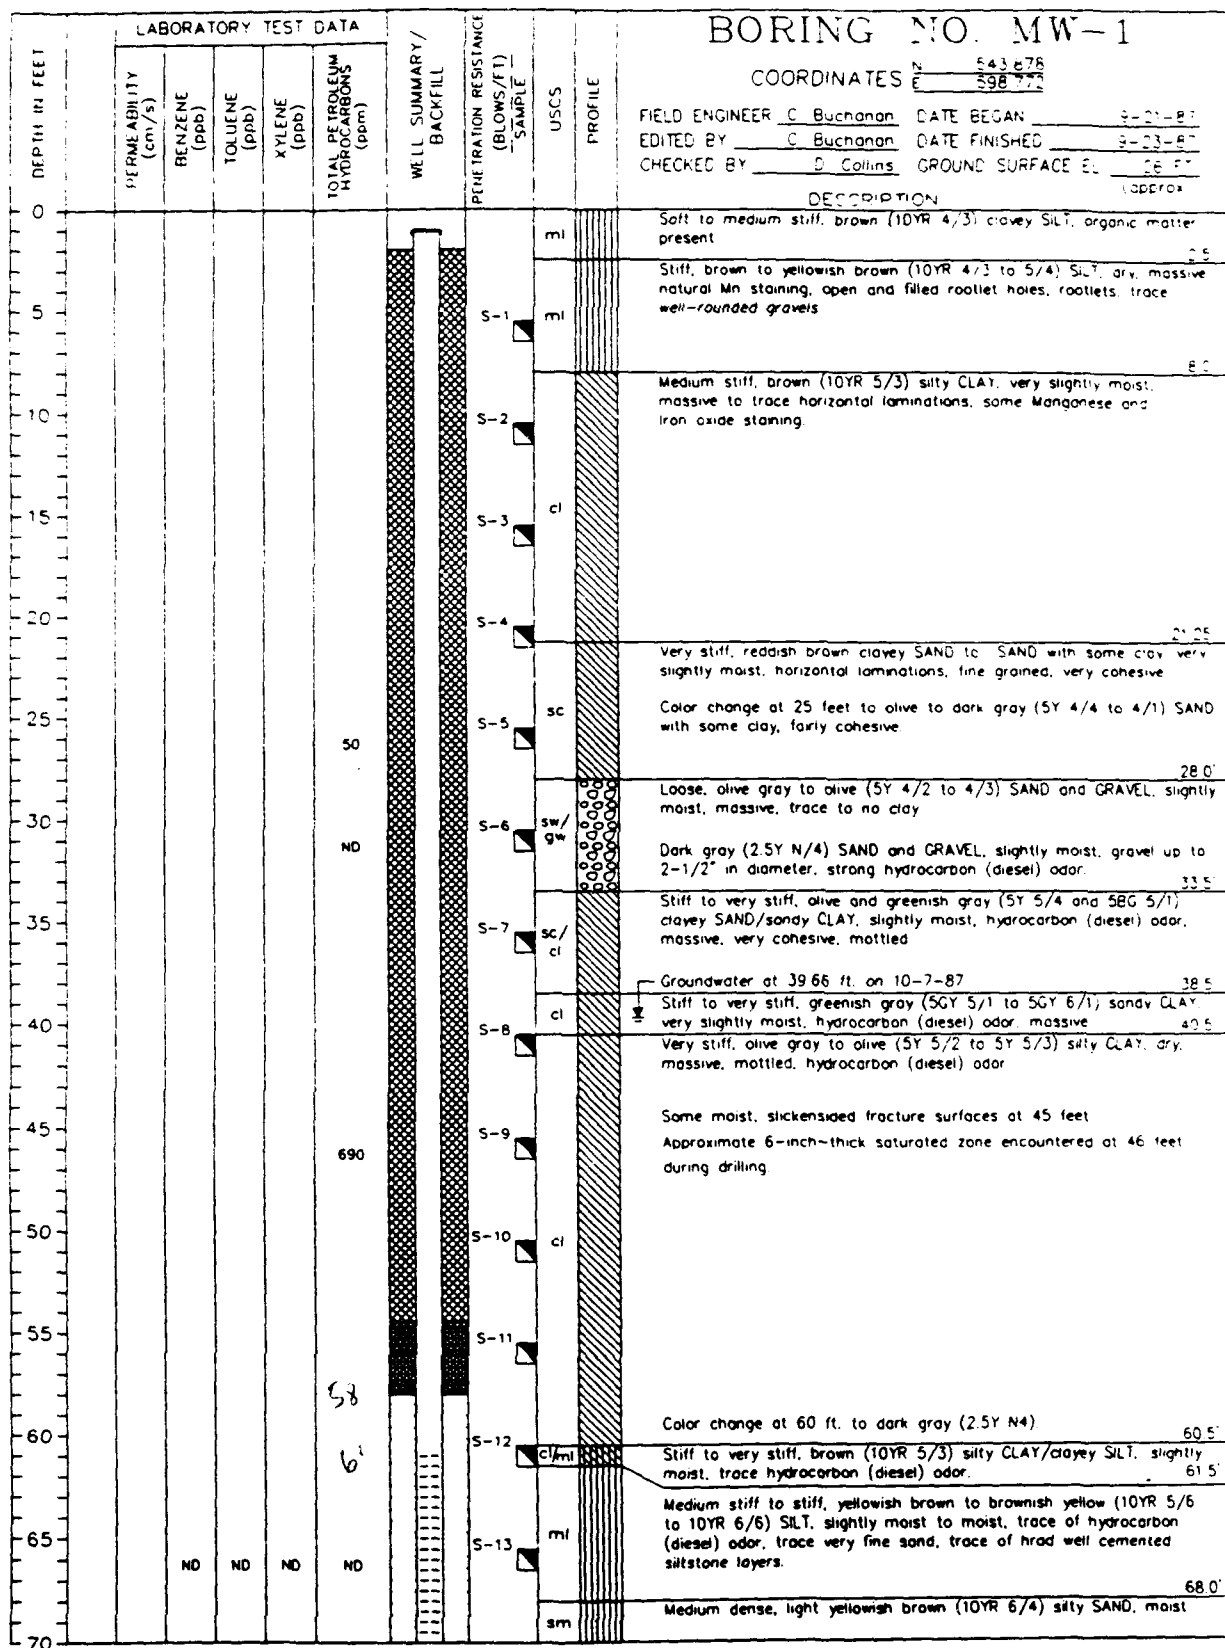 BORING NO. MW-1
COORDINATES N 543 878
E 598 772
FIELD ENGINEER C Buchanan DATE BEGAN 9-21-87
EDITED BY C. Buchanan DATE FINISHED 9-23-87
CHECKED BY D Collins GROUND SURFACE EL
(approx
LABORATORY TEST DATA
DEPTH IN FEET
PERMEABILITY (cm/s)
BENZENE (ppb)
TOLUENE (ppb)
XYLENE (ppb)
TOTAL PETROLEUM HYDROCARBONS (ppm)
WELL SUMMARY/ BACKFILL
PENETRATION RESISTANCE (BLOWS/FT)
SAMPLE
USCS
PROFILE
DESCRIPTION
0
ml
Soft to medium stiff, brown (10YR 4/3) clayey SILT, organic matter
present
2.5
Stiff, brown to yellowish brown (10YR 4/3 to 5/4) SILT, dry, massive
natural Mn staining, open and filled rootlet holes, rootlets, trace
well-rounded gravels
5
S-1
ml
8.0
Medium stiff, brown (10YR 5/3) silty CLAY, very slightly moist,
massive to trace horizontal laminations, some Manganese and
Iron oxide staining.
10
S-2
15
S-3
cl
20
S-4
21.25
Very stiff, reddish brown clayey SAND to SAND with some clay very
slightly moist, horizontal laminations, fine grained, very cohesive
Color change at 25 feet to olive to dark gray (5Y 4/4 to 4/1) SAND
with some clay, fairly cohesive
25
S-5
sc
50
28.0'
Loose, olive gray to olive (5Y 4/2 to 4/3) SAND and GRAVEL, slightly
moist, massive, trace to no clay
30
S-6
sw/
gw
ND
Dark gray (2.5Y N/4) SAND and GRAVEL, slightly moist, gravel up to
2-1/2" in diameter, strong hydrocarbon (diesel) odor.
33.5'
Stiff to very stiff, olive and greenish gray (5Y 5/4 and 5BG 5/1)
clayey SAND/sandy CLAY, slightly moist, hydrocarbon (diesel) odor,
massive, very cohesive, mottled
35
S-7
sc/
cl
Groundwater at 39.66 ft. on 10-7-87
38.5
Stiff to very stiff, greenish gray (5GY 5/1 to 5GY 6/1) sandy CLAY,
very slightly moist, hydrocarbon (diesel) odor, massive
40.5
40
S-8
cl
Very stiff, olive gray to olive (5Y 5/2 to 5Y 5/3) silty CLAY, dry,
massive, mottled, hydrocarbon (diesel) odor
Some moist, slickensided fracture surfaces at 45 feet
Approximate 6-inch-thick saturated zone encountered at 46 feet
during drilling
45
S-9
690
50
S-10
cl
55
S-11
58
Color change at 60 ft. to dark gray (2.5Y N4)
60.5'
60
S-12
cl/ml
Stiff to very stiff, brown (10YR 5/3) silty CLAY/clayey SILT, slightly
moist, trace hydrocarbon (diesel) odor.
61.5'
Medium stiff to stiff, yellowish brown to brownish yellow (10YR 5/6
to 10YR 6/6) SILT, slightly moist to moist, trace of hydrocarbon
(diesel) odor, trace very fine sand, trace of hrad well cemented
siltstone layers.
65
S-13
ml
ND ND ND ND
68.0'
sm
Medium dense, light yellowish brown (10YR 6/4) silty SAND, moist
70